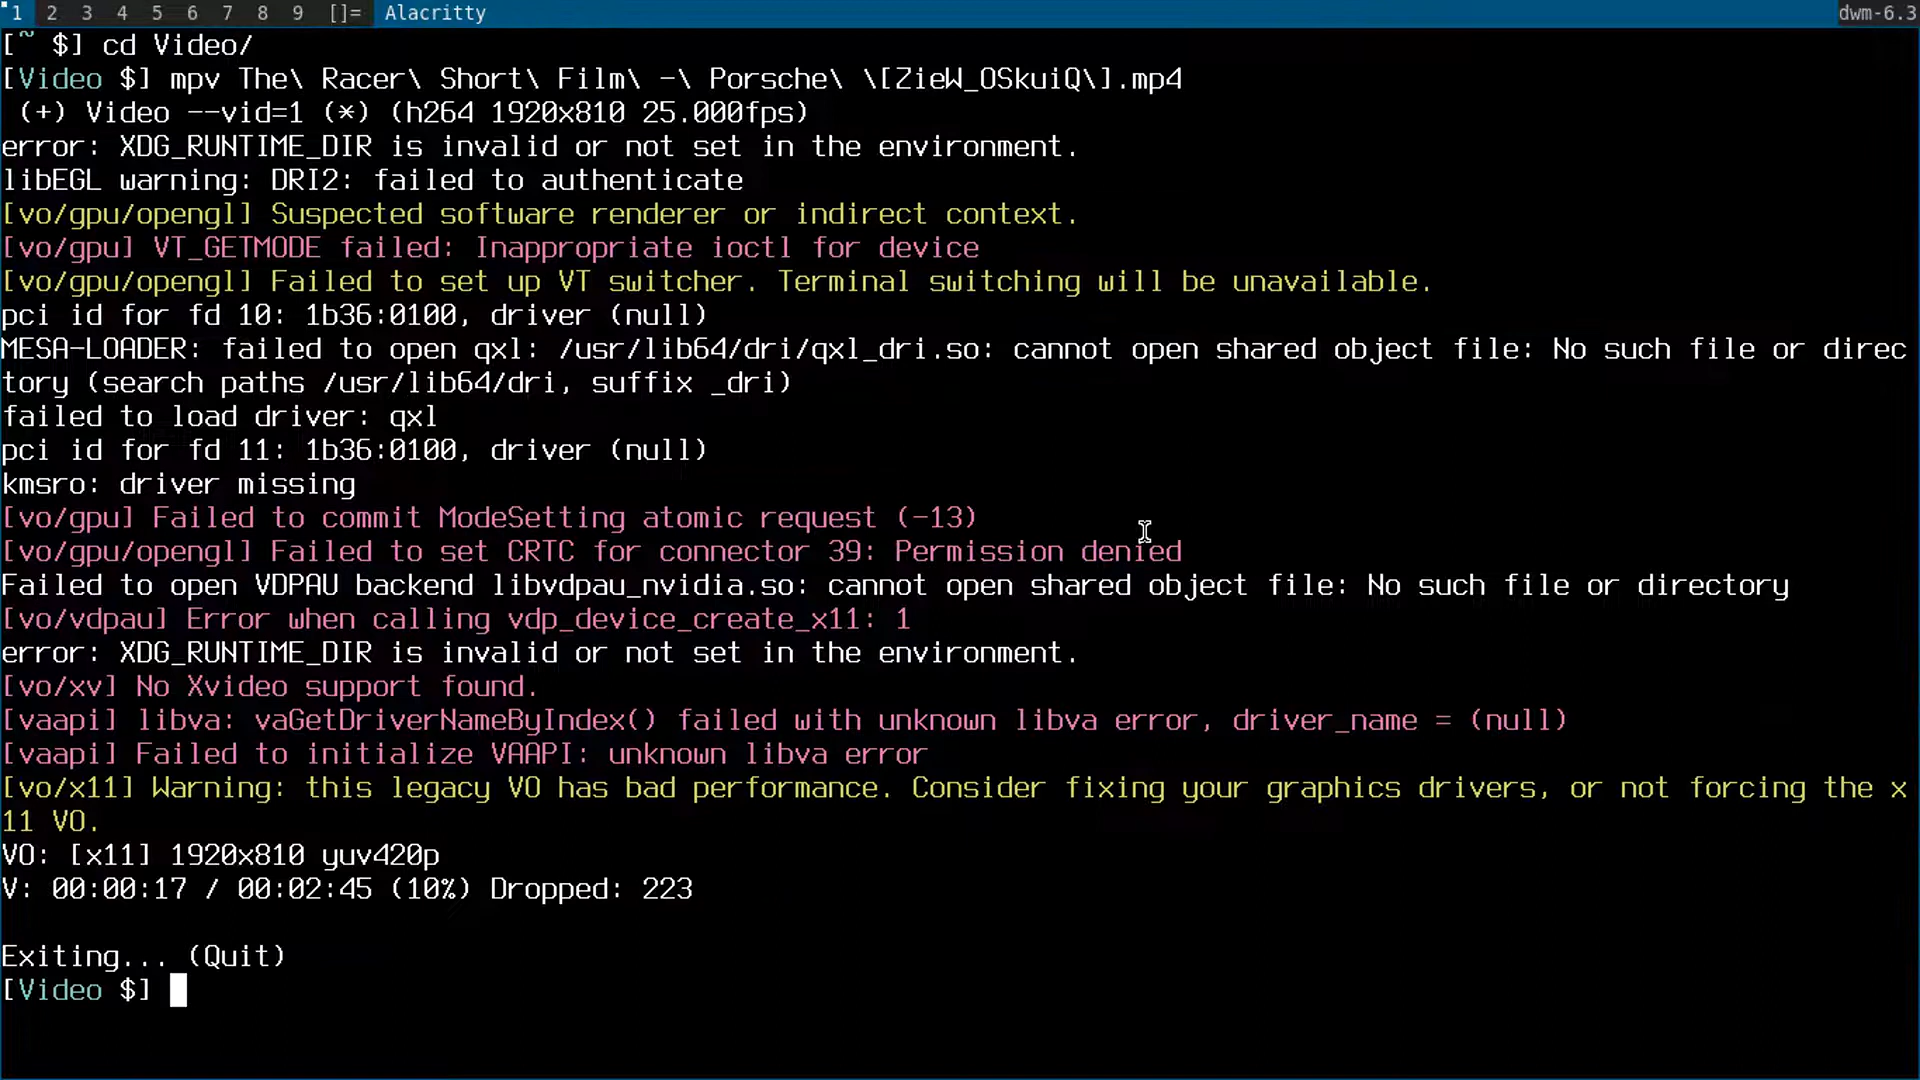 1 2 3 4 5 6 7 8 9 []= Alacritty dwm-6.3
[~ $] cd Video/
[Video $] mpv The\ Racer\ Short\ Film\ -\ Porsche\ \[ZieW_OSkuiQ\].mp4
(+) Video --vid=1 (*) (h264 1920x810 25.000fps)
error: XDG_RUNTIME_DIR is invalid or not set in the environment.
libEGL warning: DRI2: failed to authenticate
[vo/gpu/opengl] Suspected software renderer or indirect context.
[vo/gpu] VT_GETMODE failed: Inappropriate ioctl for device
[vo/gpu/opengl] Failed to set up VT switcher. Terminal switching will be unavailable.
pci id for fd 10: 1b36:0100, driver (null)
MESA-LOADER: failed to open qxl: /usr/lib64/dri/qxl_dri.so: cannot open shared object file: No such file or direc
tory (search paths /usr/lib64/dri, suffix _dri)
failed to load driver: qxl
pci id for fd 11: 1b36:0100, driver (null)
kmsro: driver missing
[vo/gpu] Failed to commit ModeSetting atomic request (-13)
[vo/gpu/opengl] Failed to set CRTC for connector 39: Permission denied
Failed to open VDPAU backend libvdpau_nvidia.so: cannot open shared object file: No such file or directory
[vo/vdpau] Error when calling vdp_device_create_x11: 1
error: XDG_RUNTIME_DIR is invalid or not set in the environment.
[vo/xv] No Xvideo support found.
[vaapi] libva: vaGetDriverNameByIndex() failed with unknown libva error, driver_name = (null)
[vaapi] Failed to initialize VAAPI: unknown libva error
[vo/x11] Warning: this legacy VO has bad performance. Consider fixing your graphics drivers, or not forcing the x
11 VO.
VO: [x11] 1920x810 yuv420p
V: 00:00:17 / 00:02:45 (10%) Dropped: 223
Exiting... (Quit)
[Video $]